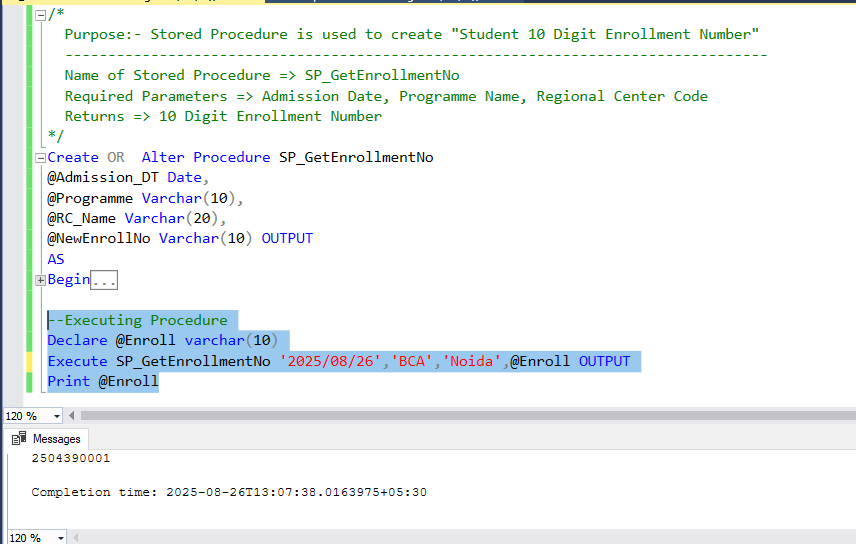 /*
Purpose:- Stored Procedure is used to create "Student 10 Digit Enrollment Number"
--------------------------------------------------------------------------------
Name of Stored Procedure => SP_GetEnrollmentNo
Required Parameters => Admission Date, Programme Name, Regional Center Code
Returns => 10 Digit Enrollment Number
*/
Create OR  Alter Procedure SP_GetEnrollmentNo
@Admission_DT Date,
@Programme Varchar(10),
@RC_Name Varchar(20),
@NewEnrollNo Varchar(10) OUTPUT
AS
Begin...
--Executing Procedure
Declare @Enroll varchar(10)
Execute SP_GetEnrollmentNo '2025/08/26','BCA','Noida',@Enroll OUTPUT
Print @Enroll
120 %
Messages
2504390001
Completion time: 2025-08-26T13:07:38.0163975+05:30
120 %